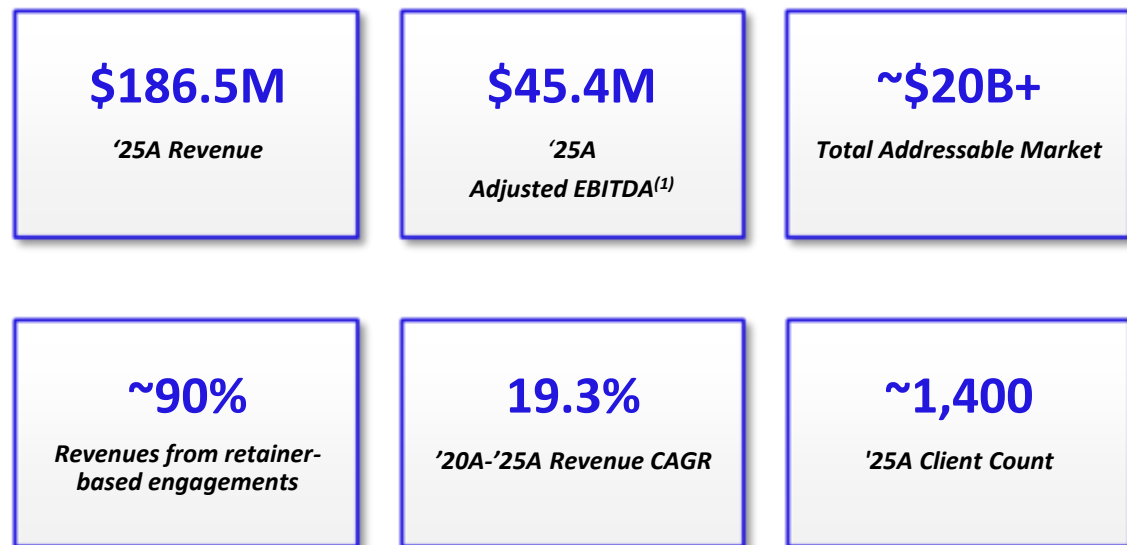 $186.5M
‘25A Revenue
$45.4M
‘25A
Adjusted EBITDA(1)
~$20B+
Total Addressable Market
~90%
Revenues from retainer-
based engagements
19.3%
’20A-’25A Revenue CAGR
~1,400
'25A Client Count